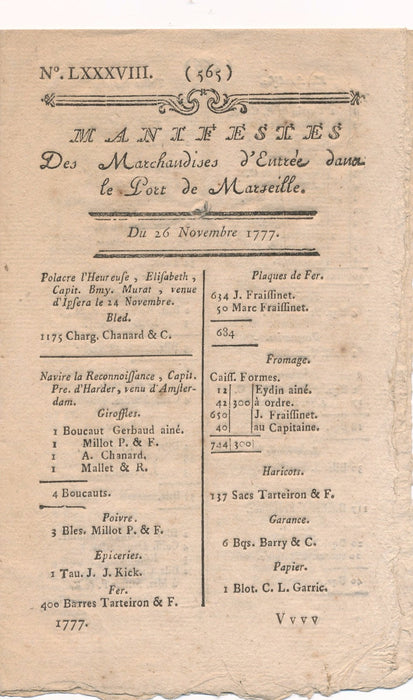 N°. LXXXVIII. (565)
MANIFESTES
Des Marchandises d'Entrée dans
le Port de Marseille.
Du 26 Novembre 1777.
Polacre l'Heureuse, Elisabeth,
Capit. Bmy. Murat, venue
d'Ipsera le 24 Novembre.
Bled.
1175 Charg. Chanard & C.
Navire la Reconnoissance, Capit.
Pre. d'Harder, venu d'Amster-
dam.
Giroffles.
1 Boucaut Gerbaud ainé.
1 Millot P. & F.
1 A. Chanard.
1 Mallet & R.
4 Boucauts.
Poivre.
3 Bles. Millot P. & F.
Epiceries.
1 Tau. J. J. Kick.
Fer.
400 Barres Tarteiron & F.
1777.
Plaques de Fer.
634 J. Fraissinet.
50 Marc Fraissinet.
684
Fromage.
Caiss. Formes.
12 Eydin ainé.
42 300 à ordre.
650 J. Fraissinet.
40 au Capitaine.
744 300
Haricots.
137 Sacs Tarteiron & F.
Garance.
6 Bqs. Barry & C.
Papier.
1 Blot. C. L. Garric.
Vvvv